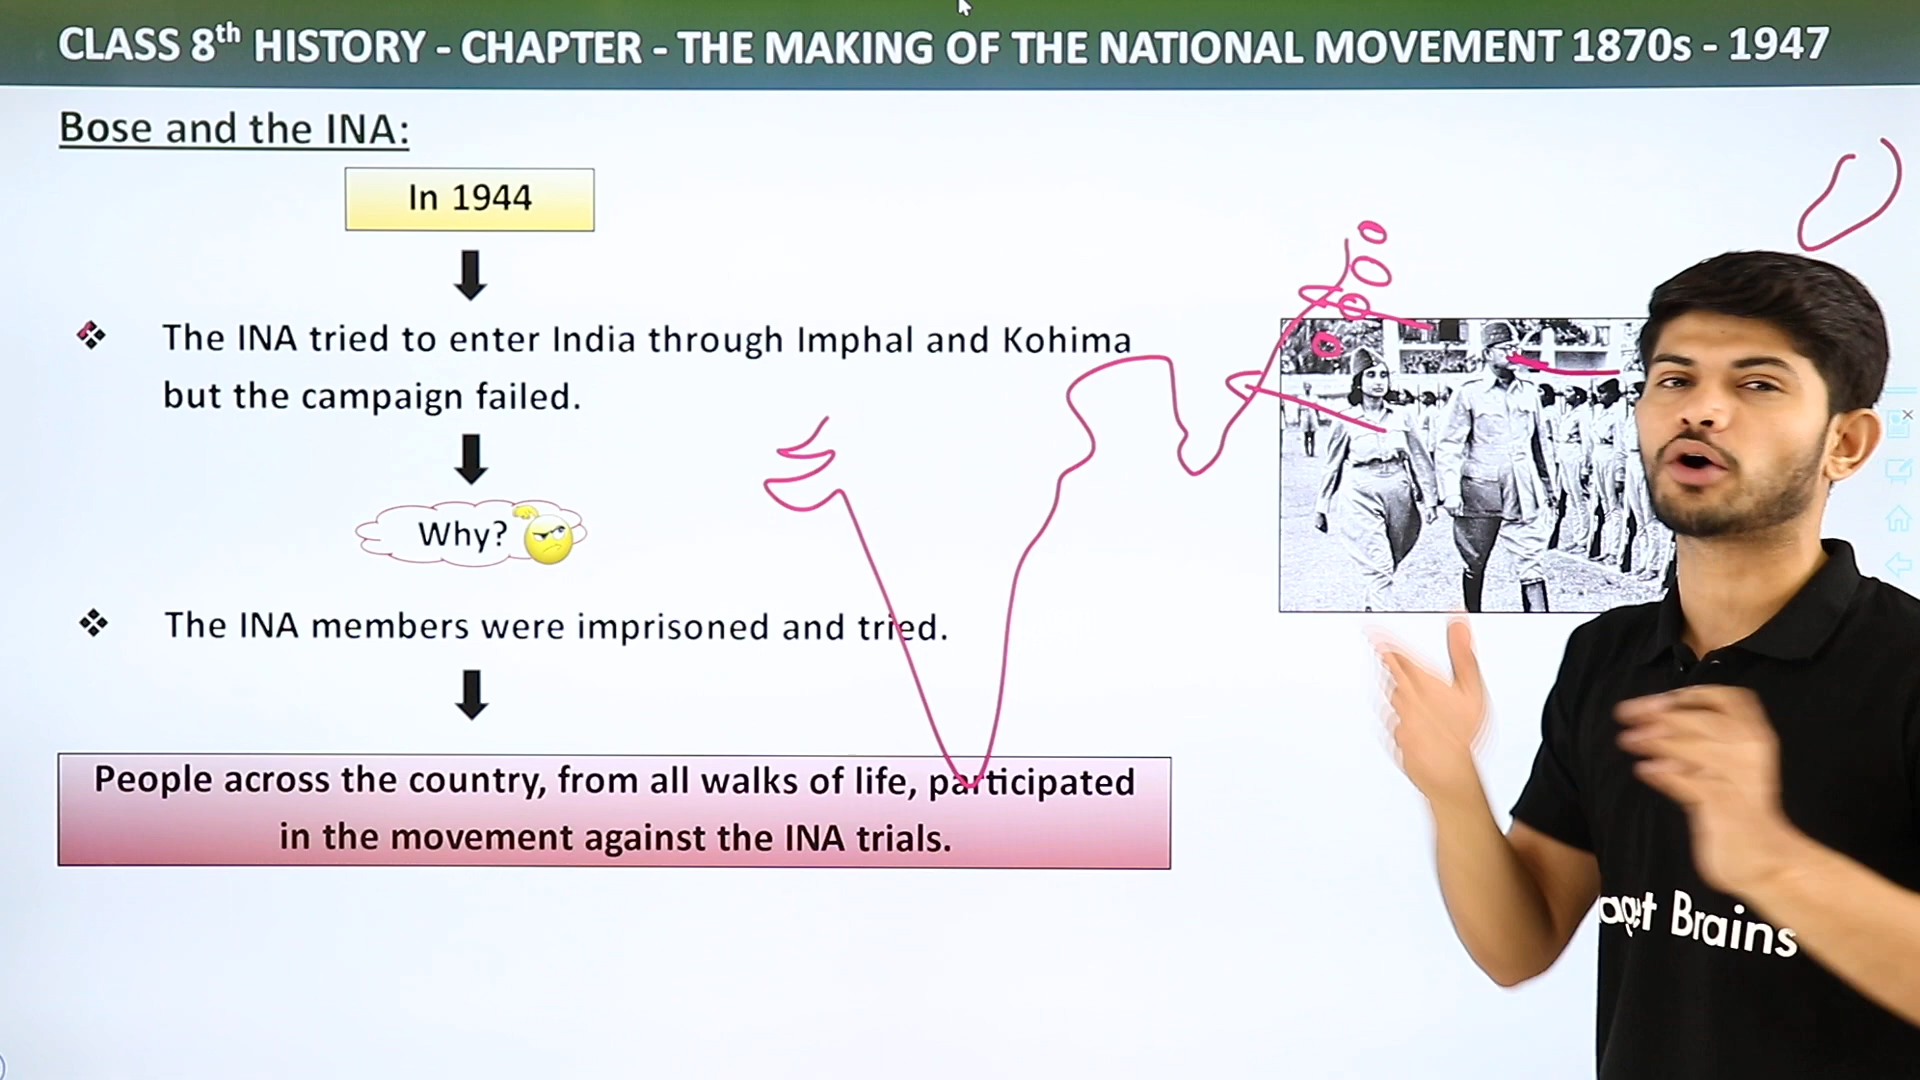 CLASS 8th HISTORY - CHAPTER - THE MAKING OF THE NATIONAL MOVEMENT 1870s - 1947
Bose and the INA:
In 1944
❖ The INA tried to enter India through Imphal and Kohima
but the campaign failed.
Why?
❖ The INA members were imprisoned and tried.
People across the country, from all walks of life, participated
in the movement against the INA trials.
Brains